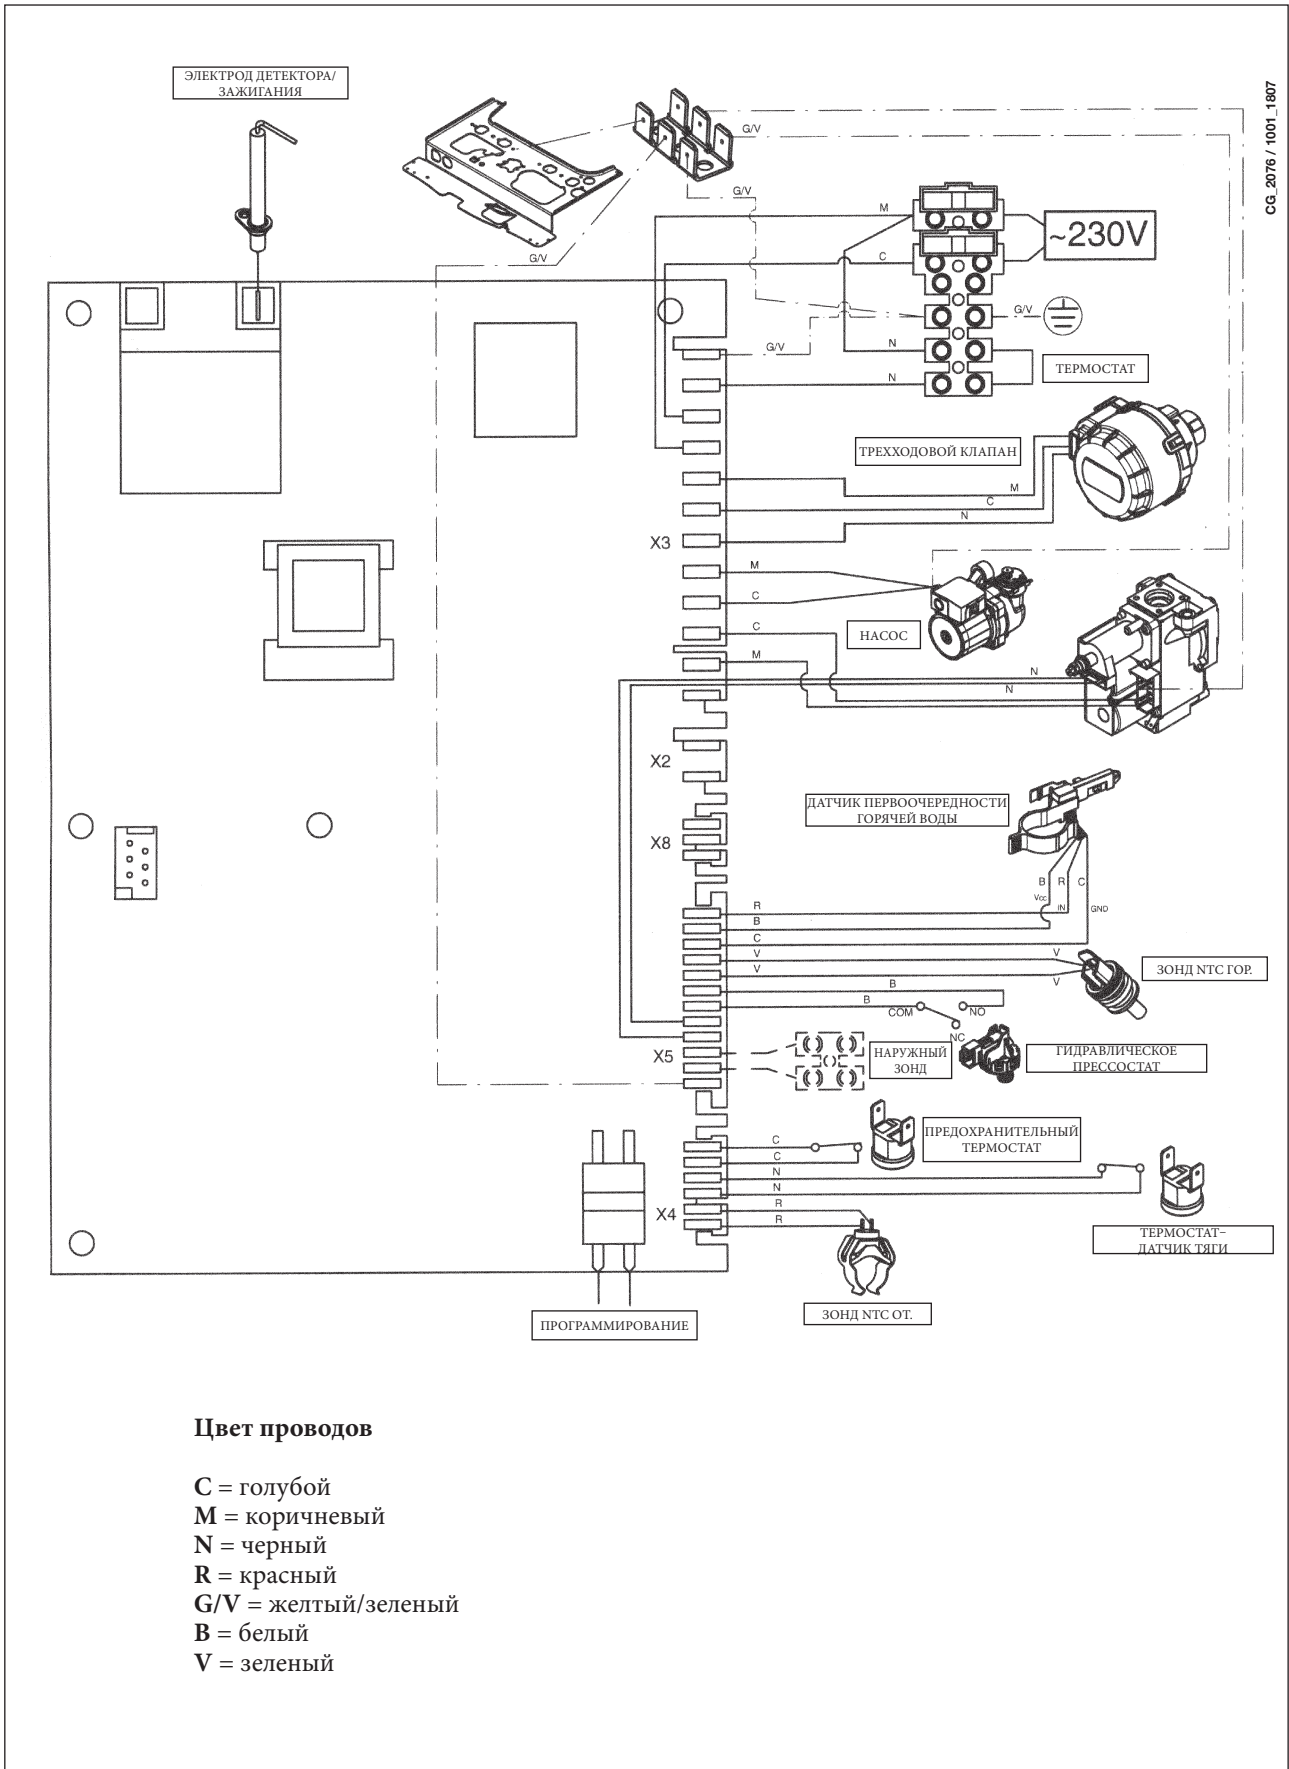 ЭЛЕКТРОД ДЕТЕКТОРА/
ЗАЖИГАНИЯ
CG_2076 / 1001_1807
G/V
G/V
G/V
M
~230V
C
G/V
G/V
N
N
ТЕРМОСТАТ
ТРЕХХОДОВОЙ КЛАПАН
M
C
N
X3
M
C
НАСОС
C
M
N
N
X2
ДАТЧИК ПЕРВООЧЕРЕДНОСТИ
ГОРЯЧЕЙ ВОДЫ
X8
B
R
C
Vcc
IN
GND
R
B
C
V
V
V
V
ЗОНД NTC ГОР.
B
B
COM
NO
NC
X5
НАРУЖНЫЙ
ЗОНД
ГИДРАВЛИЧЕСКОЕ
ПРЕССОСТАТ
ПРЕДОХРАНИТЕЛЬНЫЙ
ТЕРМОСТАТ
C
C
N
N
R
R
X4
ТЕРМОСТАТ–
ДАТЧИК ТЯГИ
ЗОНД NTC ОТ.
ПРОГРАММИРОВАНИЕ
Цвет проводов
C = голубой
M = коричневый
N = черный
R = красный
G/V = желтый/зеленый
B = белый
V = зеленый